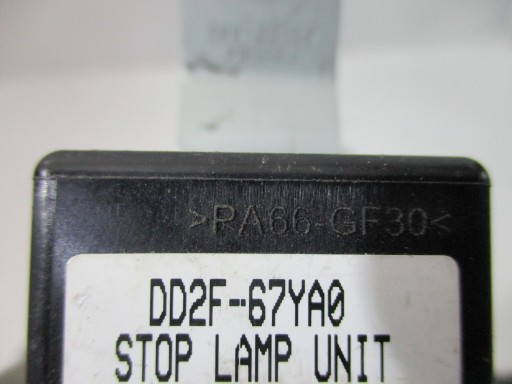 >PA66-GF30<
DD2F-67YA0
STOP LAMP UNIT